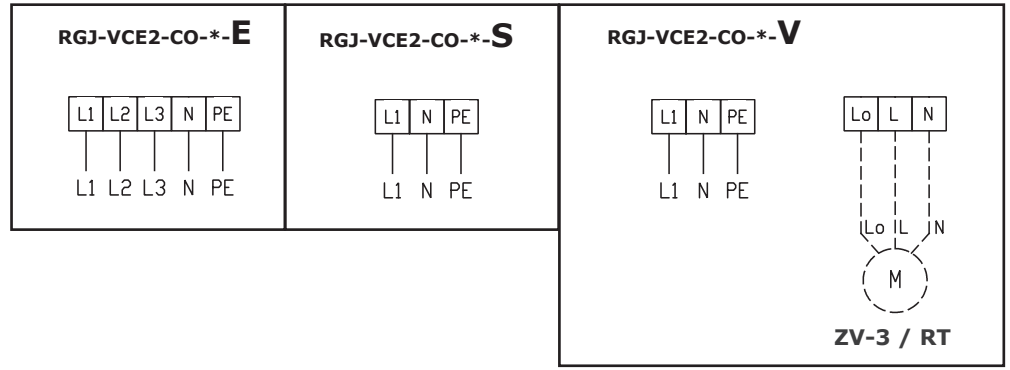 RGJ-VCE2-CO-*-E
L1 L2 L3 N PE
L1 L2 L3 N PE
RGJ-VCE2-CO-*-S
L1 N PE
L1 N PE
RGJ-VCE2-CO-*-V
L1 N PE
L1 N PE
Lo L N
Lo L N
M
ZV-3 / RT